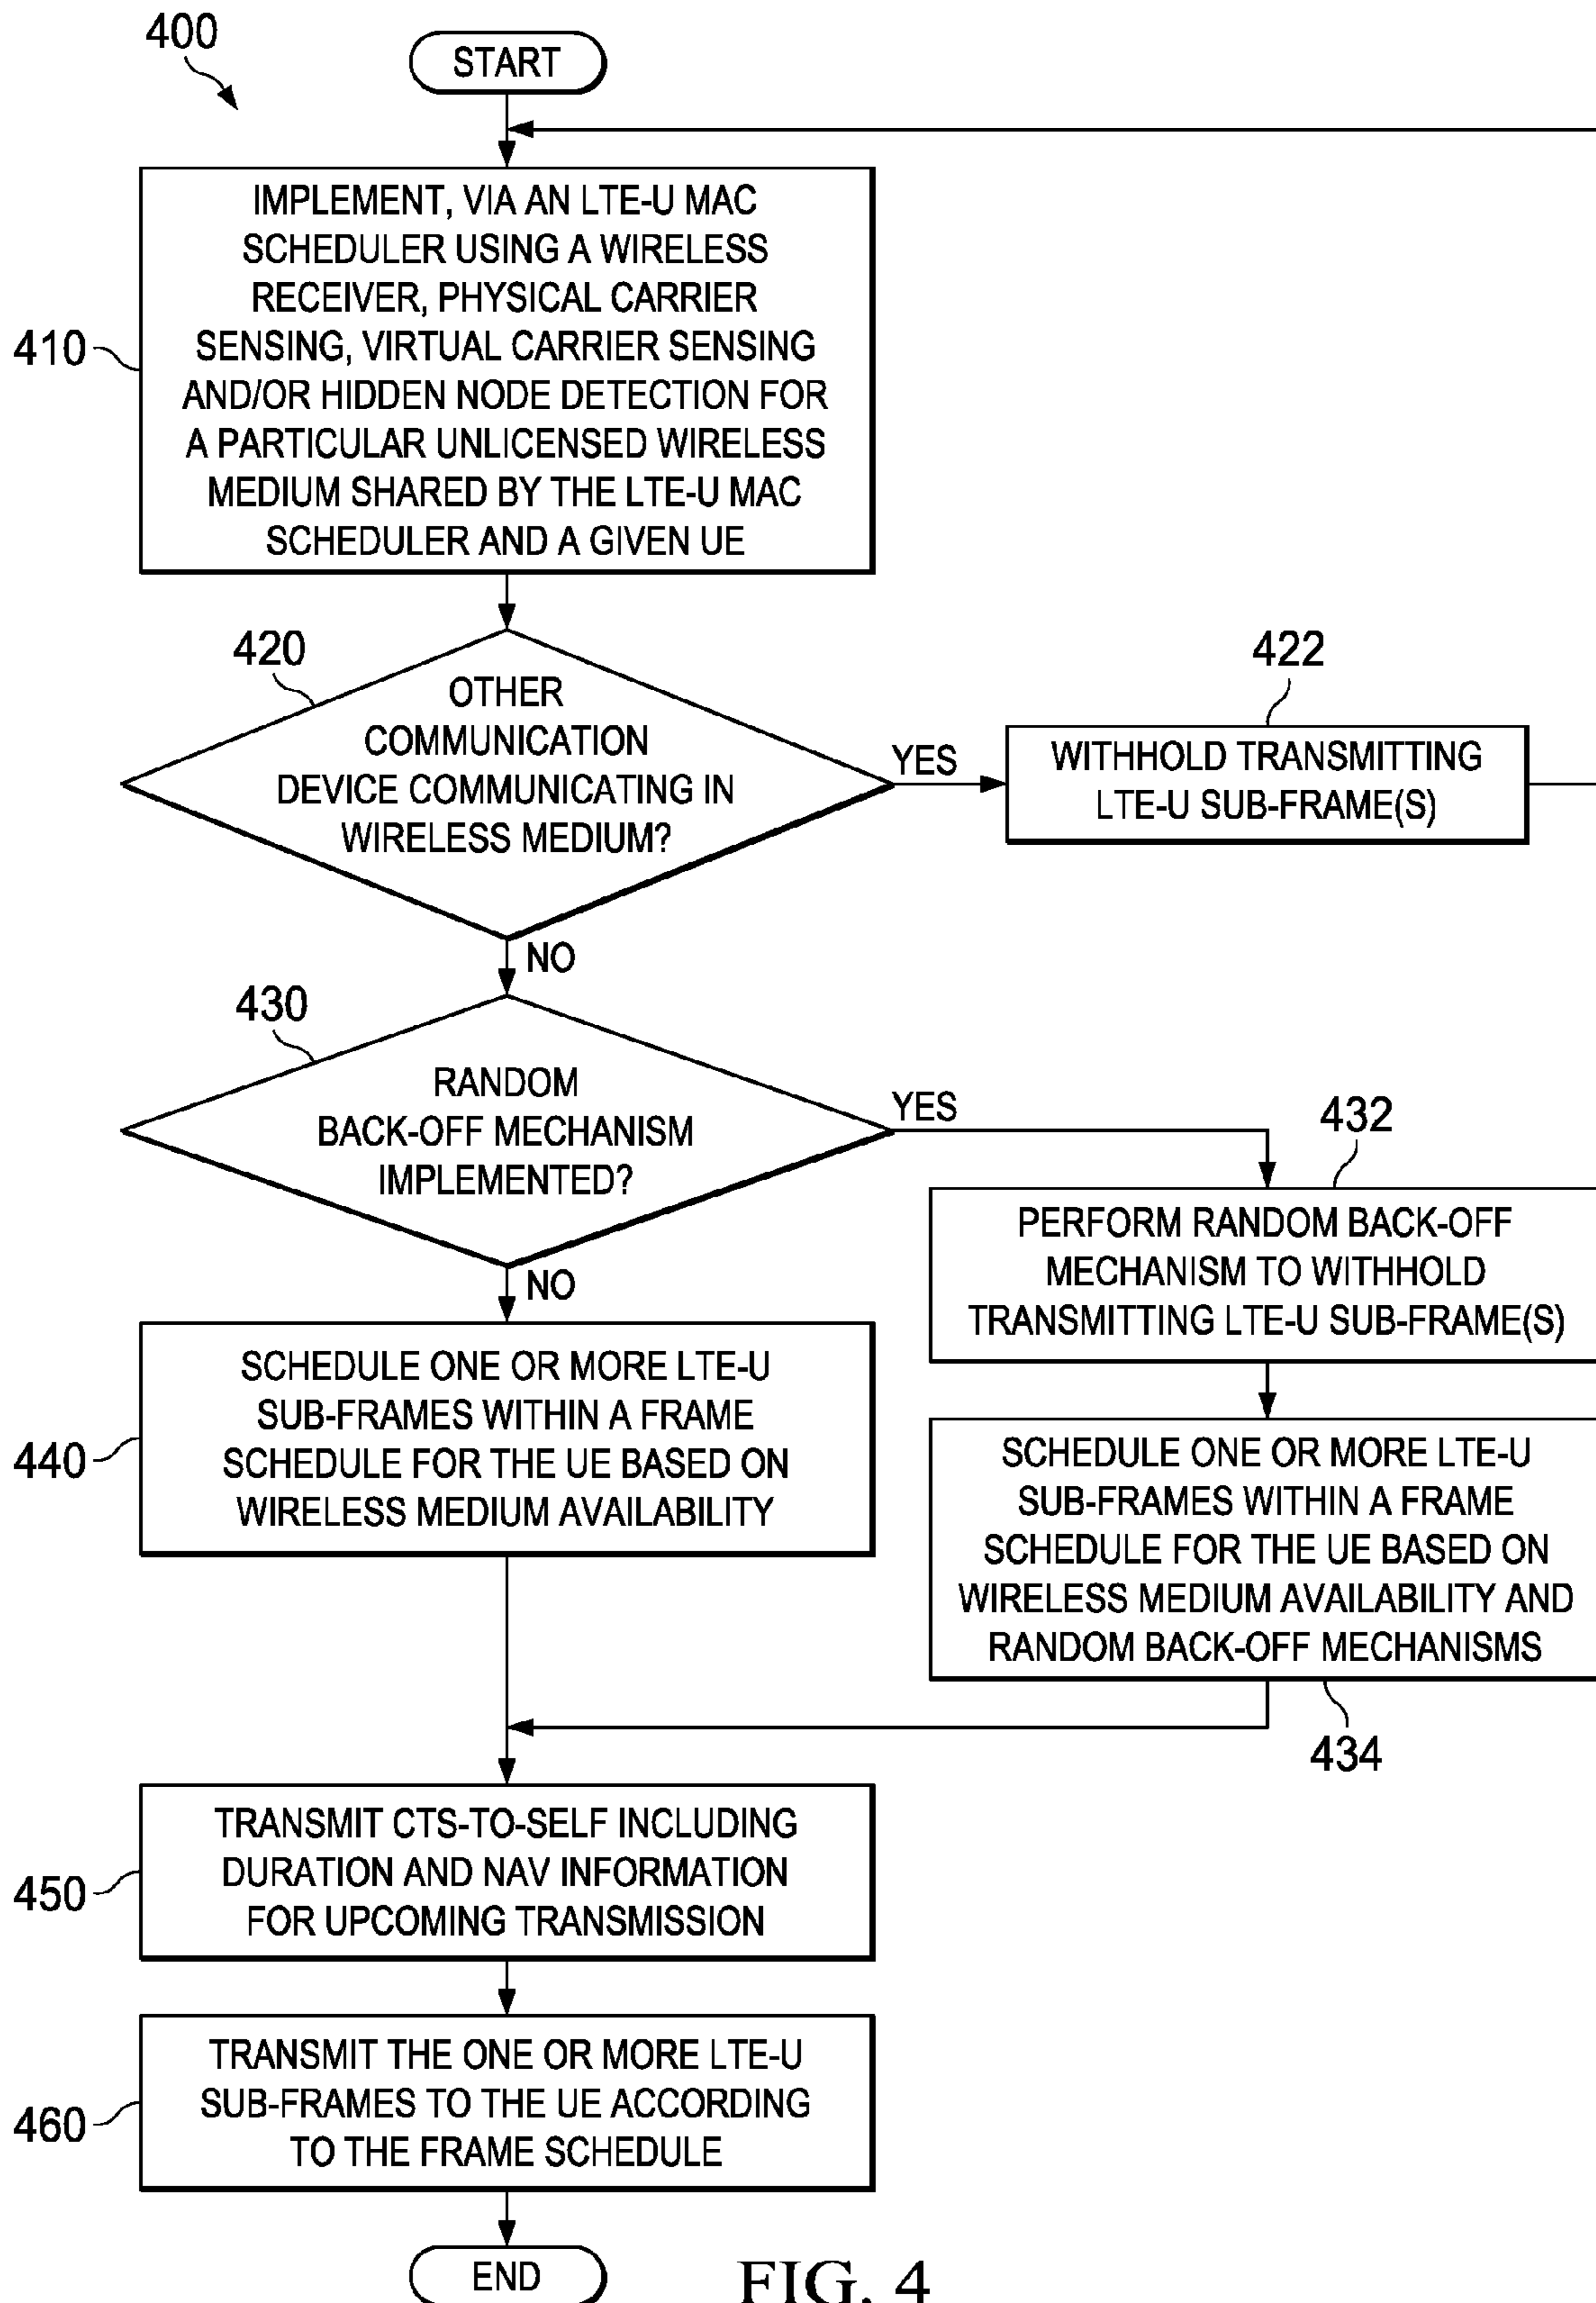 400
START
IMPLEMENT, VIA AN LTE-U MAC
SCHEDULER USING A WIRELESS
RECEIVER, PHYSICAL CARRIER
SENSING, VIRTUAL CARRIER SENSING
AND/OR HIDDEN NODE DETECTION FOR
A PARTICULAR UNLICENSED WIRELESS
MEDIUM SHARED BY THE LTE-U MAC
SCHEDULER AND A GIVEN UE
410
420
OTHER
COMMUNICATION
DEVICE COMMUNICATING IN
WIRELESS MEDIUM?
YES
422
WITHHOLD TRANSMITTING
LTE-U SUB-FRAME(S)
NO
430
RANDOM
BACK-OFF MECHANISM
IMPLEMENTED?
YES
432
PERFORM RANDOM BACK-OFF
MECHANISM TO WITHHOLD
TRANSMITTING LTE-U SUB-FRAME(S)
NO
440
SCHEDULE ONE OR MORE LTE-U
SUB-FRAMES WITHIN A FRAME
SCHEDULE FOR THE UE BASED ON
WIRELESS MEDIUM AVAILABILITY
SCHEDULE ONE OR MORE LTE-U
SUB-FRAMES WITHIN A FRAME
SCHEDULE FOR THE UE BASED ON
WIRELESS MEDIUM AVAILABILITY AND
RANDOM BACK-OFF MECHANISMS
434
450
TRANSMIT CTS-TO-SELF INCLUDING
DURATION AND NAV INFORMATION
FOR UPCOMING TRANSMISSION
460
TRANSMIT THE ONE OR MORE LTE-U
SUB-FRAMES TO THE UE ACCORDING
TO THE FRAME SCHEDULE
END
FIG. 4